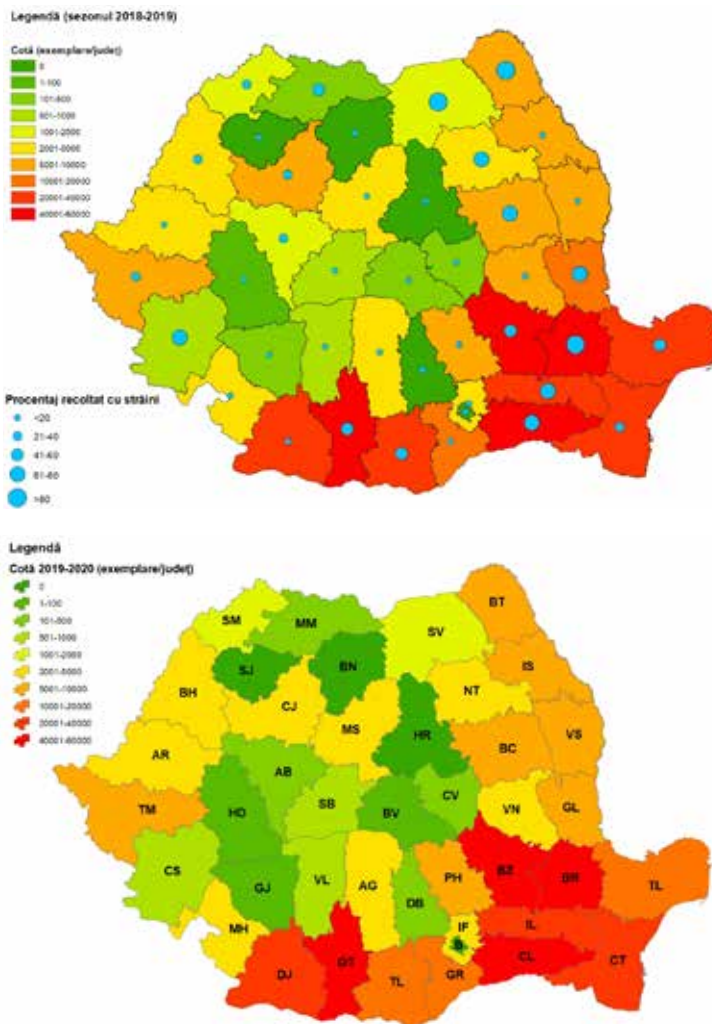 Legendă (sezonul 2018-2019)
Cotă (exemplare/județ)
0
1-100
101-500
501-1000
1001-2000
2001-5000
5001-10000
10001-20000
20001-40000
40001-60000
Procentaj recoltat cu străini
<20
21-40
41-60
61-80
>80
Legendă
Cotă 2019-2020 (exemplare/județ)
0
1-100
101-500
501-1000
1001-2000
2001-5000
5001-10000
10001-20000
20001-40000
40001-60000
BT
SM MM SV
SJ BN IS
BH CJ NT
MS HR
AR BC VS
AB
TM SB CV
HD BV VN GL
CS
GJ VL AG PH BZ BR TL
DB
MH IF IL
B
DJ OT TL GR CL CT